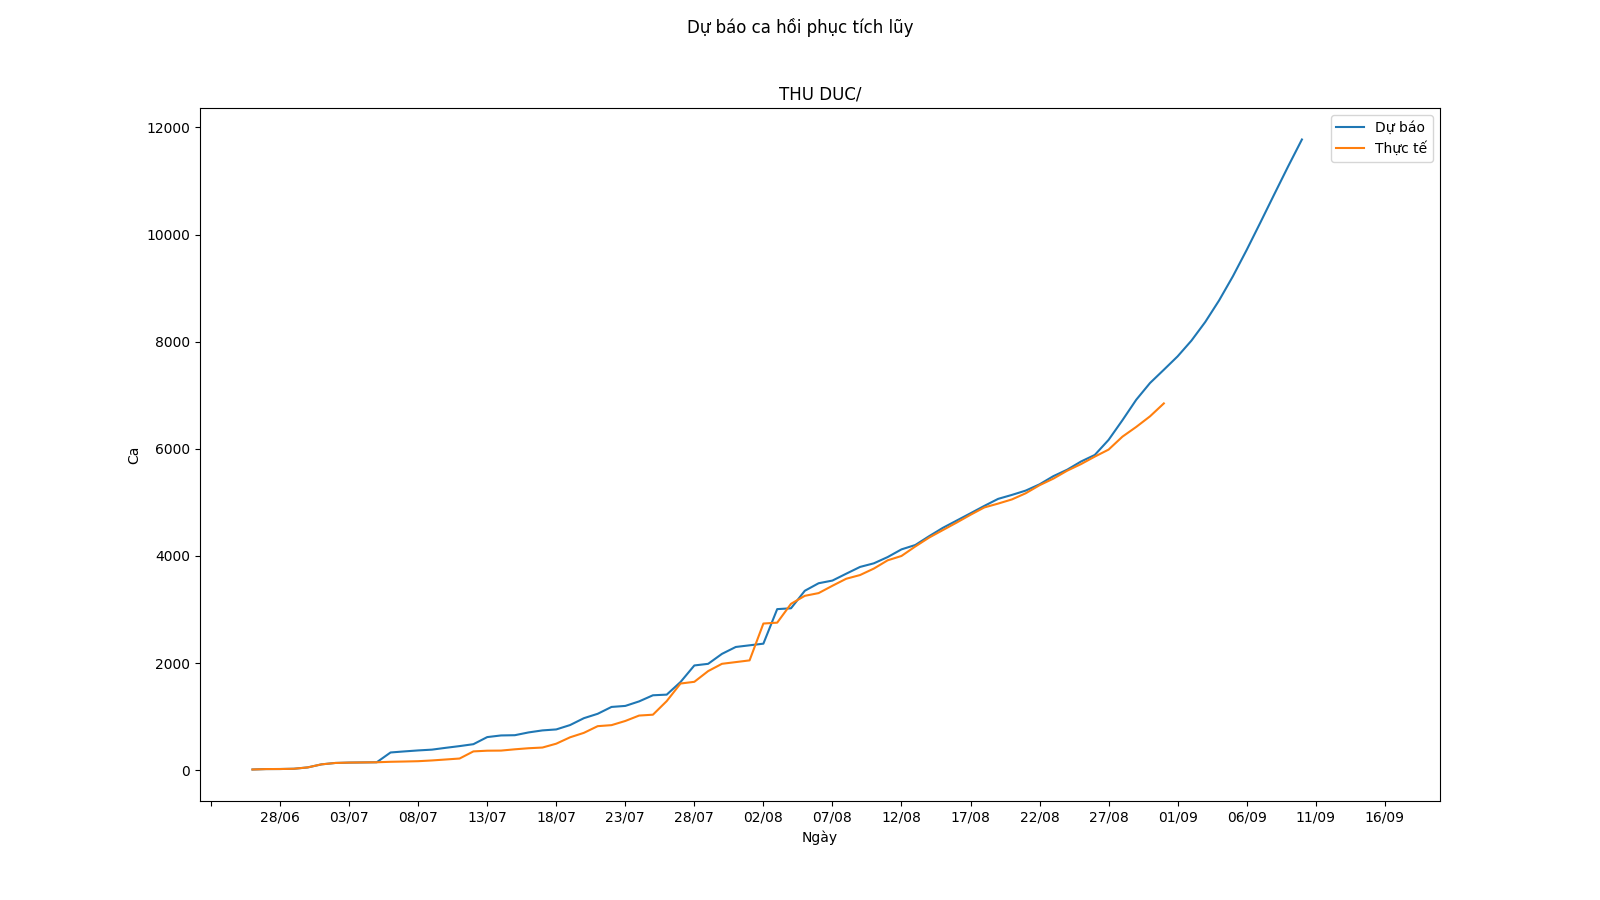 Dự báo ca hồi phục tích lũy
THU DUC/
Dự báo
Thực tế
12000
10000
8000
6000
4000
2000
0
Ca
28/06 03/07 08/07 13/07 18/07 23/07 28/07 02/08 07/08 12/08 17/08 22/08 27/08 01/09 06/09 11/09 16/09
Ngày